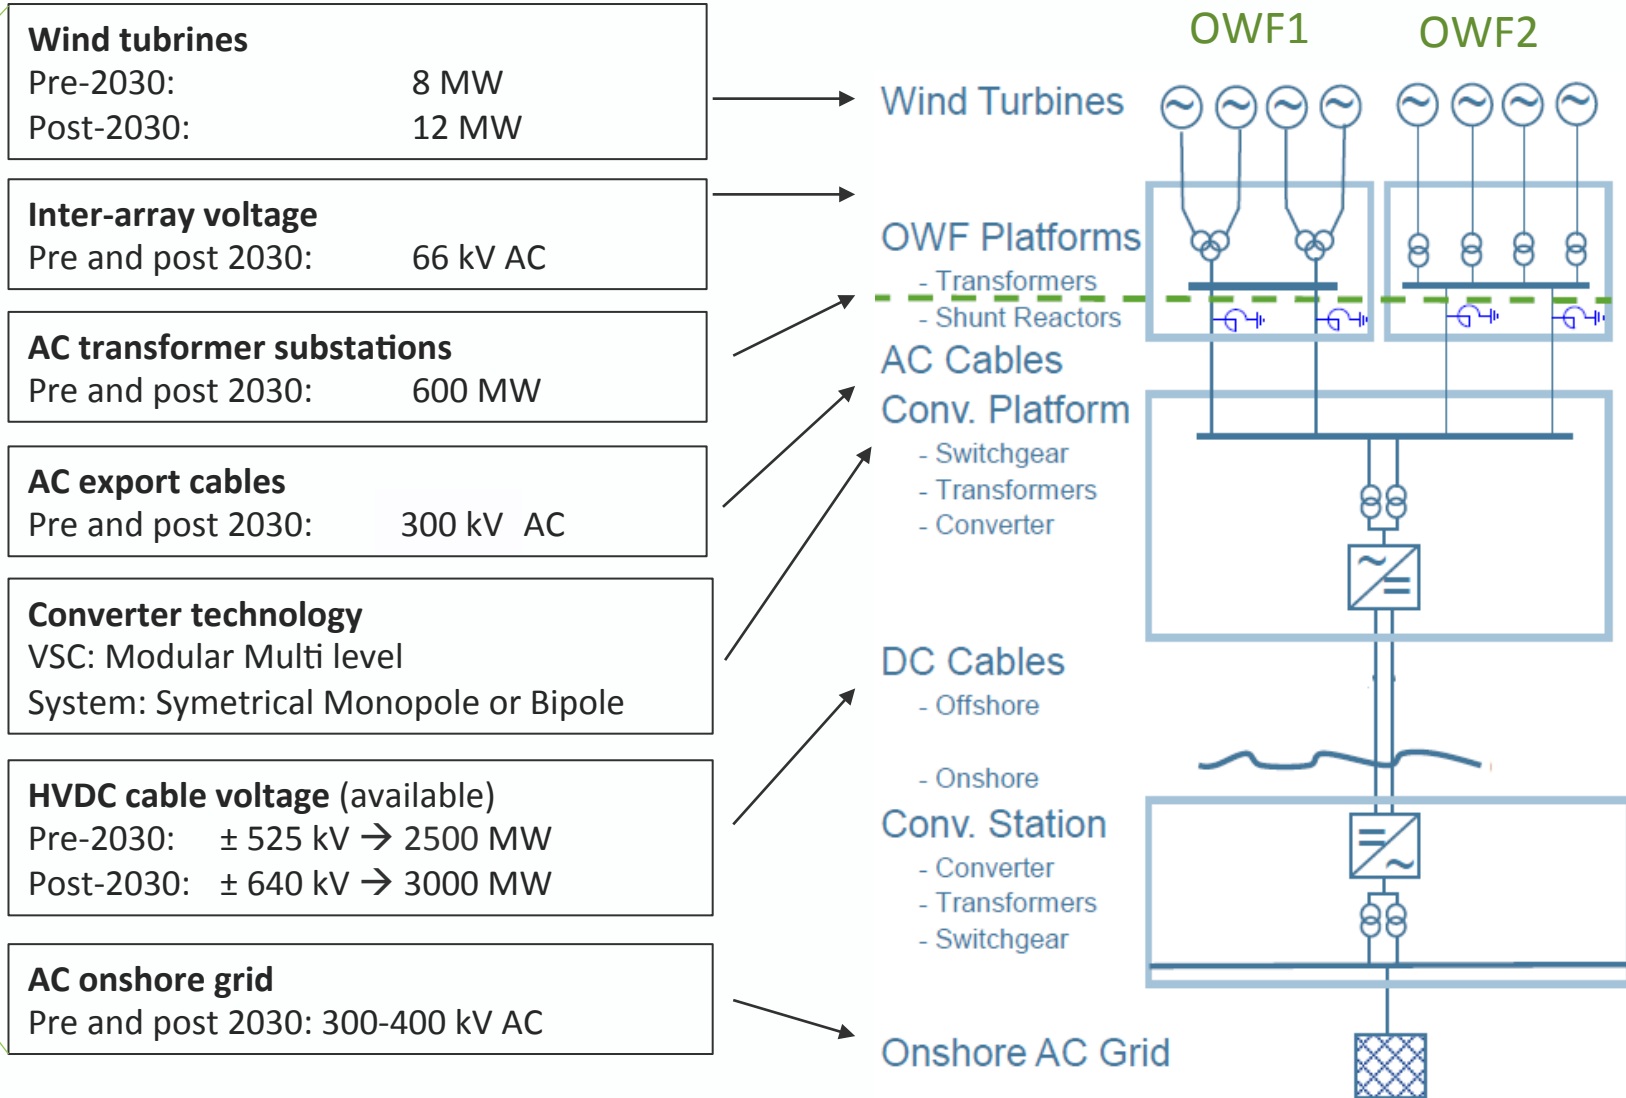 Wind tubrines
Pre-2030: 8 MW
Post-2030: 12 MW
Inter-array voltage
Pre and post 2030: 66 kV AC
AC transformer substations
Pre and post 2030: 600 MW
AC export cables
Pre and post 2030: 300 kV AC
Converter technology
VSC: Modular Multi level
System: Symetrical Monopole or Bipole
HVDC cable voltage (available)
Pre-2030: ± 525 kV → 2500 MW
Post-2030: ± 640 kV → 3000 MW
AC onshore grid
Pre and post 2030: 300-400 kV AC
OWF1 OWF2
Wind Turbines
OWF Platforms
- Transformers
- Shunt Reactors
AC Cables
Conv. Platform
- Switchgear
- Transformers
- Converter
DC Cables
- Offshore
- Onshore
Conv. Station
- Converter
- Transformers
- Switchgear
Onshore AC Grid